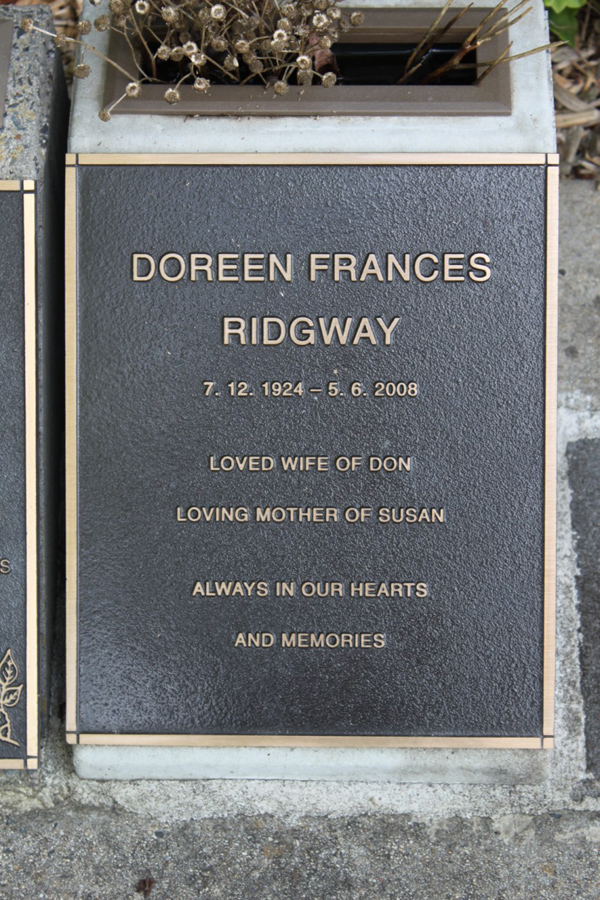 DOREEN FRANCES
RIDGWAY
7. 12. 1924 – 5. 6. 2008
LOVED WIFE OF DON
LOVING MOTHER OF SUSAN
ALWAYS IN OUR HEARTS
AND MEMORIES